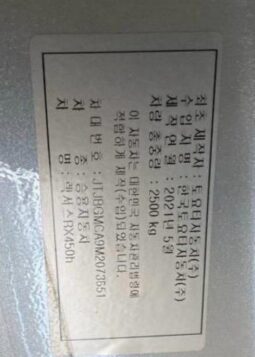 최초 제작자 : 토요타자동차(주)
수입자명 : 한국토요타자동차(주)
제작연월 : 2021년 5월
차량 총중량 : 2500 kg
이 자동차는 대한민국 자동차관리법령에
적합하게 제작(수입)되었습니다.
차대번호 : JTJBGMCA9M2073551
차 종 : 승용자동차
차 명 : 렉서스RX450h